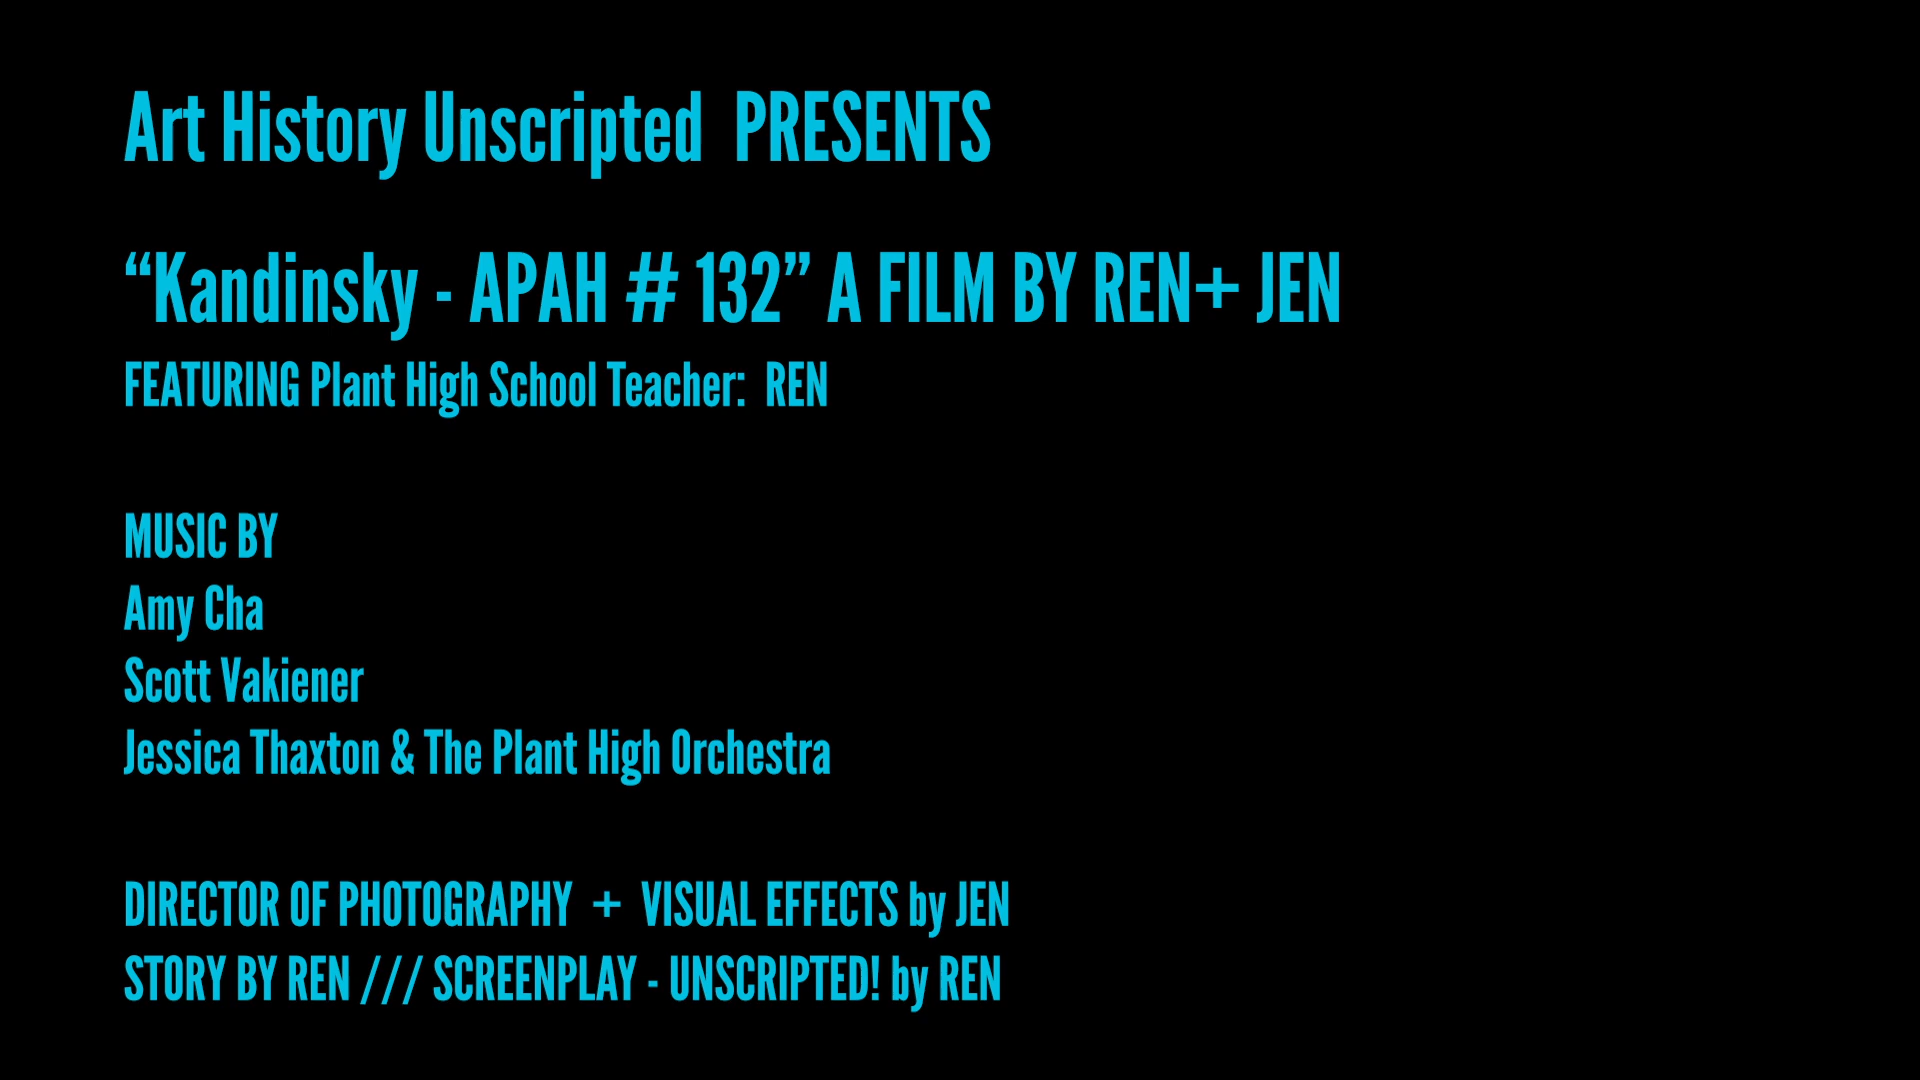 Art History Unscripted  PRESENTS
“Kandinsky - APAH # 132” A FILM BY REN+ JEN
FEATURING Plant High School Teacher:  REN
MUSIC BY
Amy Cha
Scott Vakiener
Jessica Thaxton & The Plant High Orchestra
DIRECTOR OF PHOTOGRAPHY  +  VISUAL EFFECTS by JEN
STORY BY REN /// SCREENPLAY - UNSCRIPTED! by REN